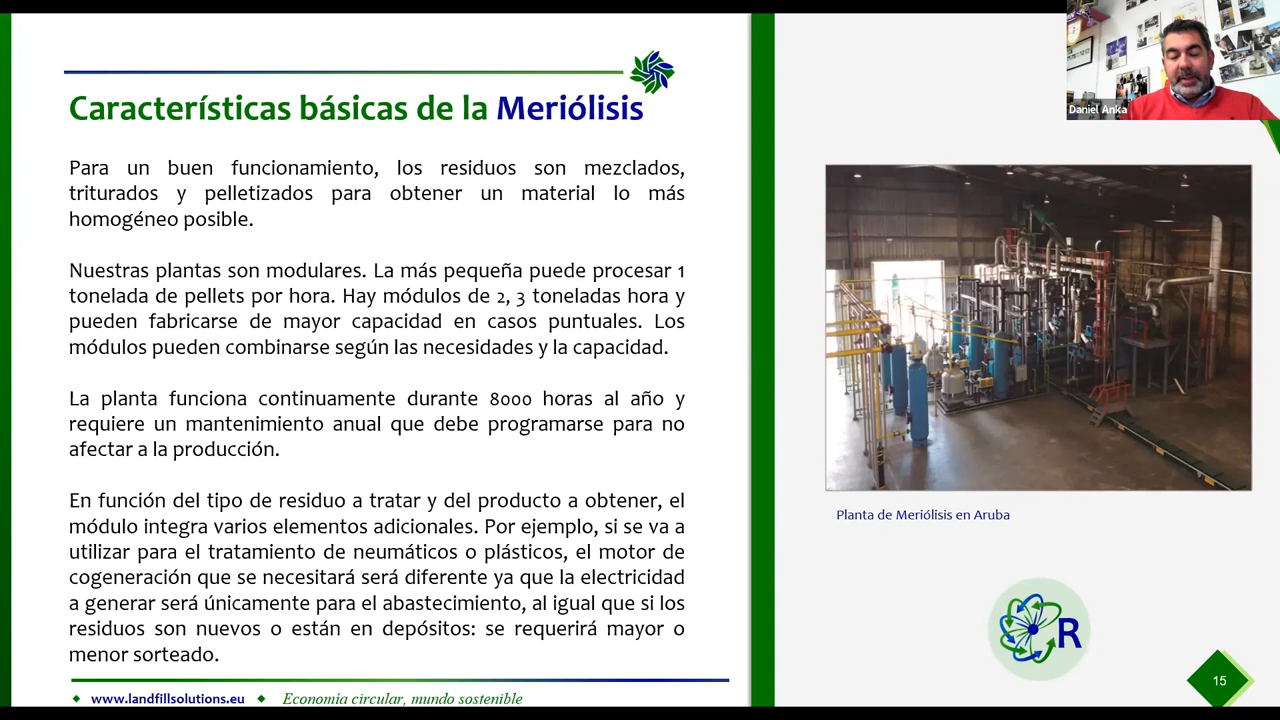 Características básicas de la Meriólisis
Para un buen funcionamiento, los residuos son mezclados,
triturados y pelletizados para obtener un material lo más
homogéneo posible.
Nuestras plantas son modulares. La más pequeña puede procesar 1
tonelada de pellets por hora. Hay módulos de 2, 3 toneladas hora y
pueden fabricarse de mayor capacidad en casos puntuales. Los
módulos pueden combinarse según las necesidades y la capacidad.
La planta funciona continuamente durante 8000 horas al año y
requiere un mantenimiento anual que debe programarse para no
afectar a la producción.
En función del tipo de residuo a tratar y del producto a obtener, el
módulo integra varios elementos adicionales. Por ejemplo, si se va a
utilizar para el tratamiento de neumáticos o plásticos, el motor de
cogeneración que se necesitará será diferente ya que la electricidad
a generar será únicamente para el abastecimiento, al igual que si los
residuos son nuevos o están en depósitos: se requerirá mayor o
menor sorteado.
www.landfillsolutions.eu
Economía circular, mundo sostenible
Daniel Anka
Planta de Meriólisis en Aruba
R
15